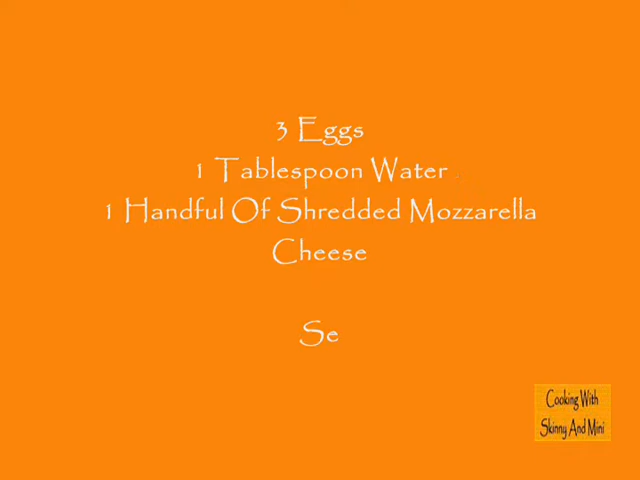 3 Eggs
1 Tablespoon Water
1 Handful Of Shredded Mozzarella
Cheese
Se
Cooking With
Skinny And Mini